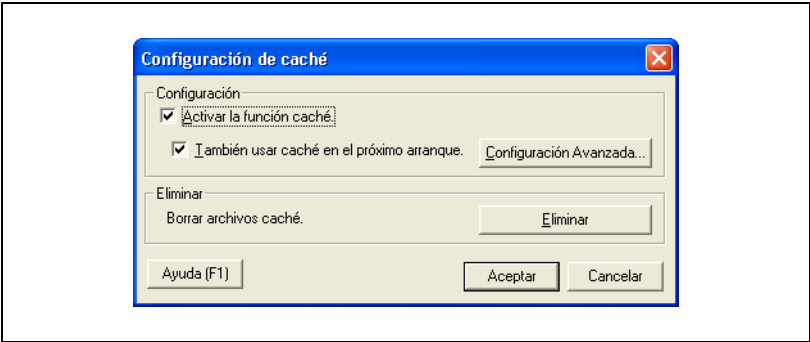 Configuración de caché
Configuración
Activar la función caché.
También usar caché en el próximo arranque.
Configuración Avanzada...
Eliminar
Borrar archivos caché.
Eliminar
Ayuda (F1)
Aceptar
Cancelar